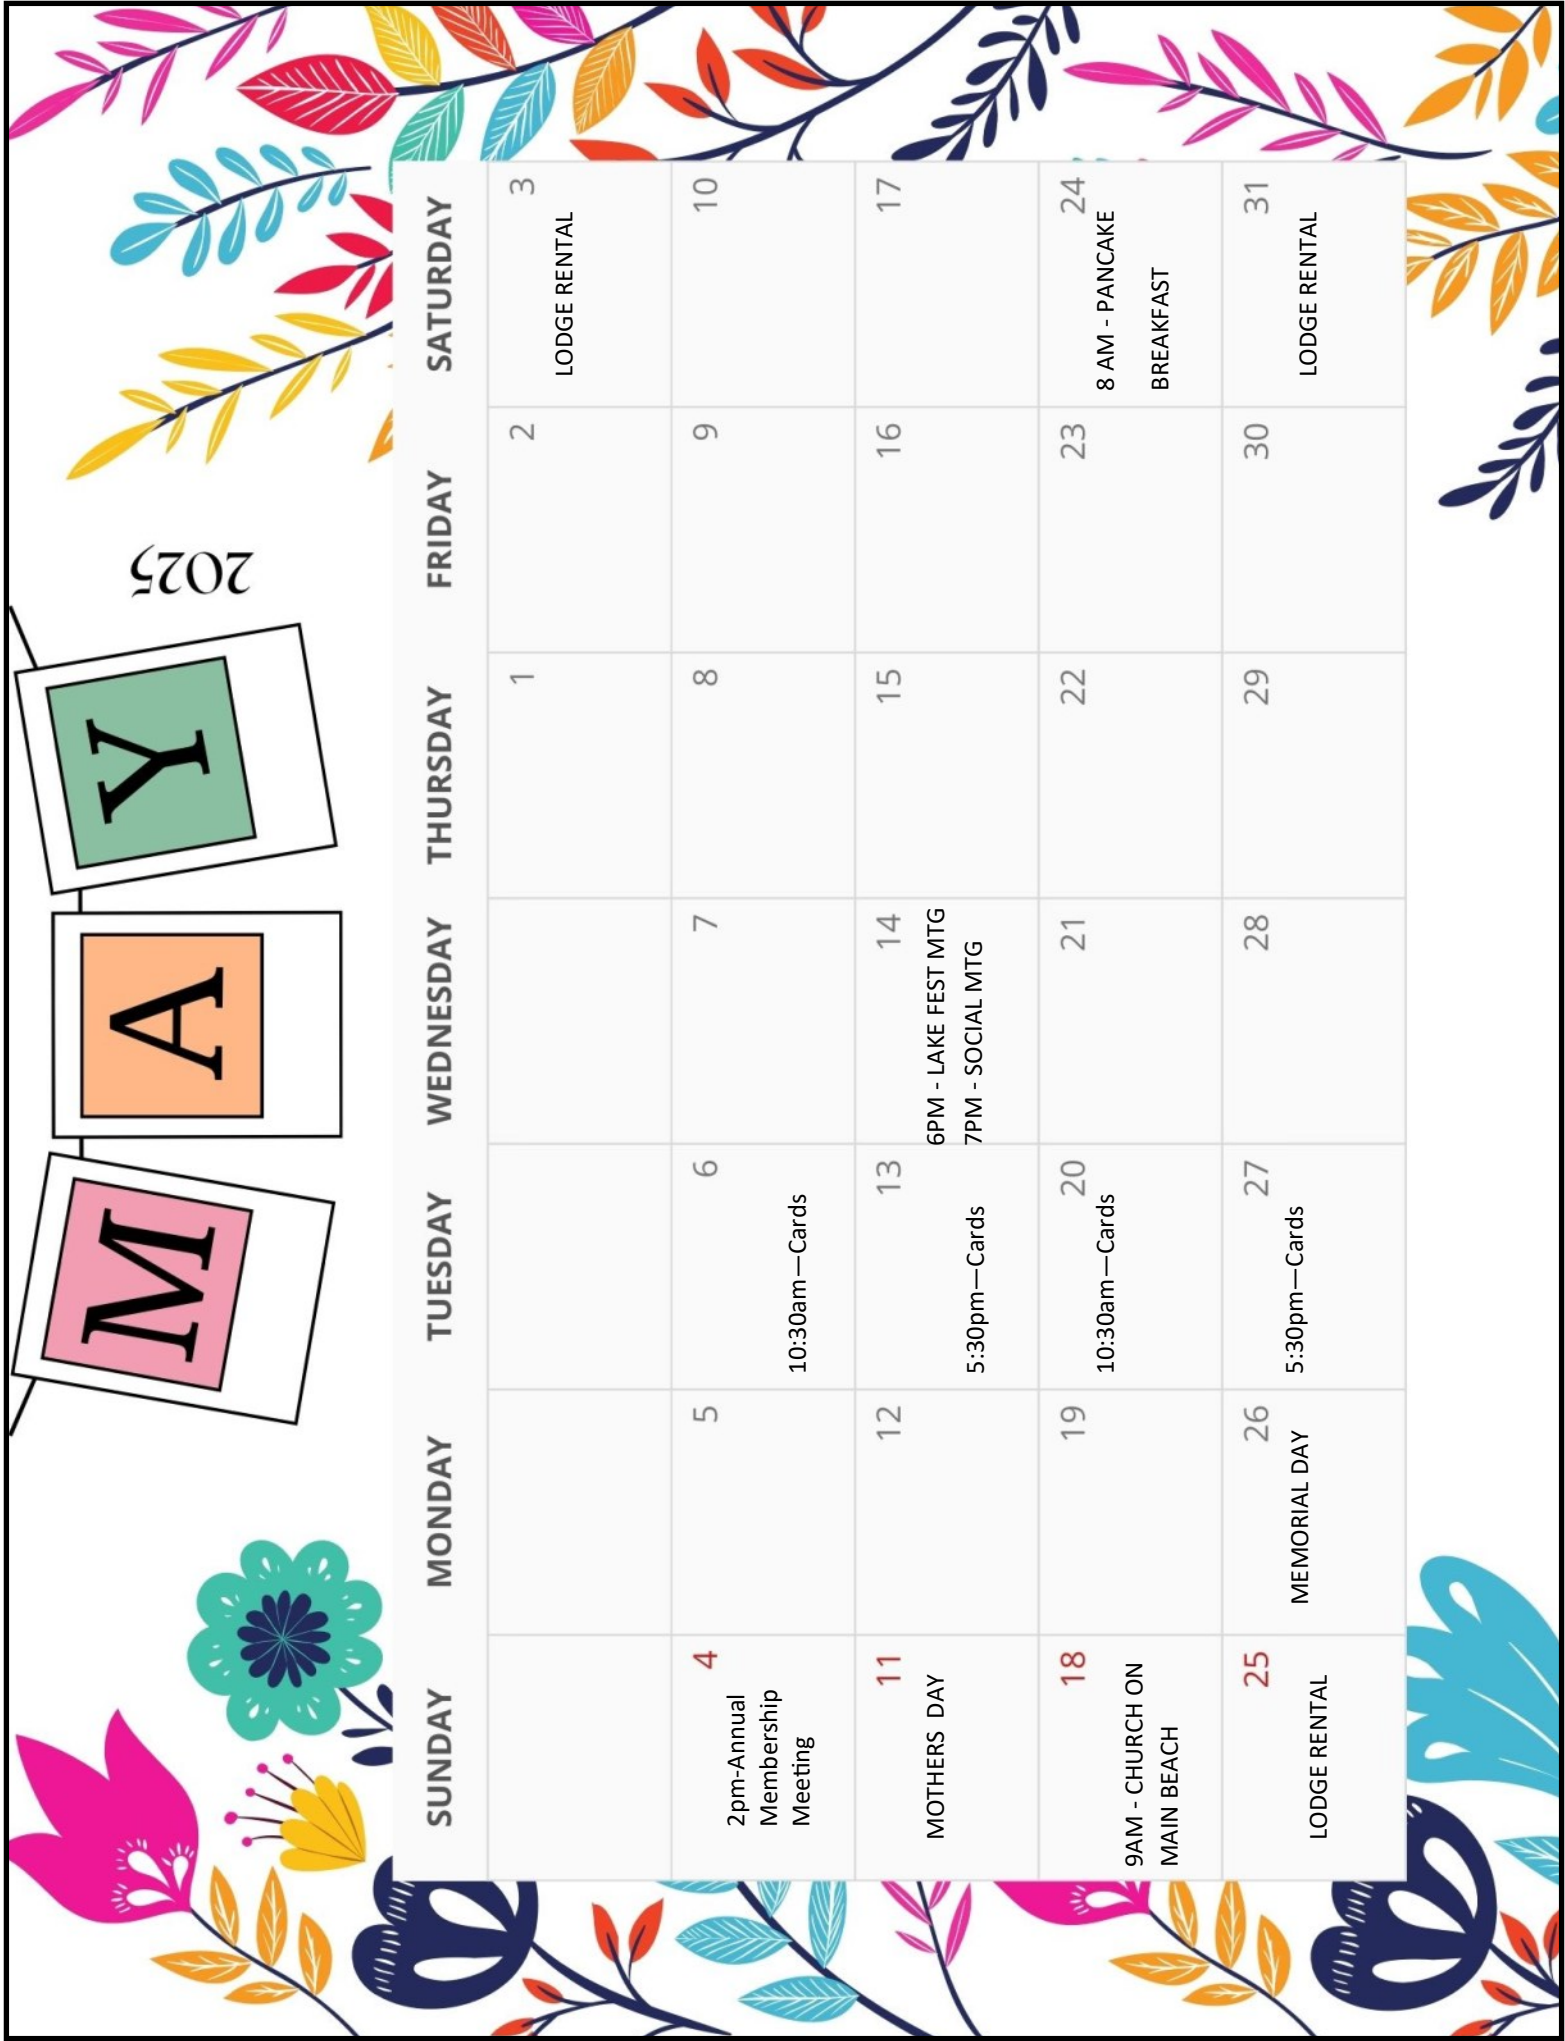 MAY
2025
SUNDAY MONDAY TUESDAY WEDNESDAY THURSDAY FRIDAY SATURDAY
1
2
3
LODGE RENTAL
4
2pm-Annual
Membership
Meeting
5
6
10:30am—Cards
7
8
9
10
11
MOTHERS DAY
12
13
5:30pm—Cards
14
6PM - LAKE FEST MTG
7PM - SOCIAL MTG
15
16
17
18
9AM - CHURCH ON
MAIN BEACH
19
20
10:30am—Cards
21
22
23
24
8 AM - PANCAKE
BREAKFAST
25
LODGE RENTAL
26
MEMORIAL DAY
27
5:30pm—Cards
28
29
30
31
LODGE RENTAL